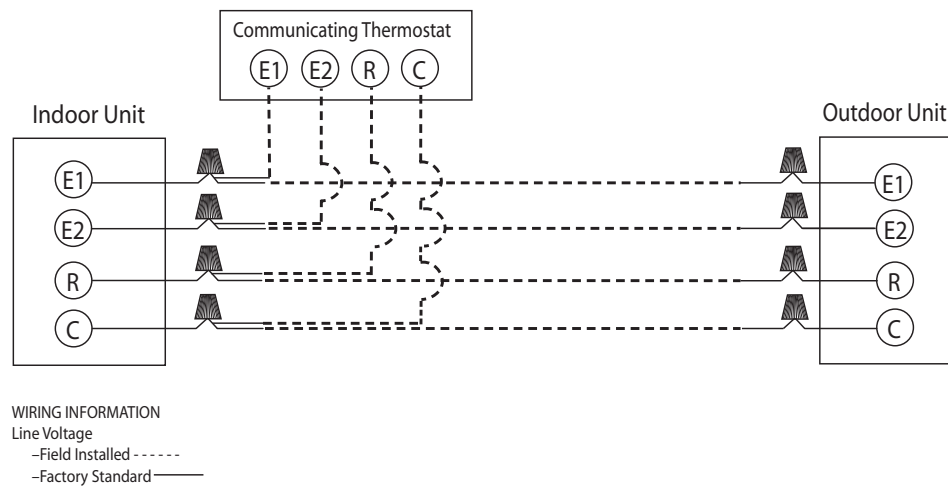 Communicating Thermostat
E1 E2 R C
Indoor Unit
Outdoor Unit
E1 E1
E2 E2
R R
C C
WIRING INFORMATION
Line Voltage
–Field Installed ------
–Factory Standard